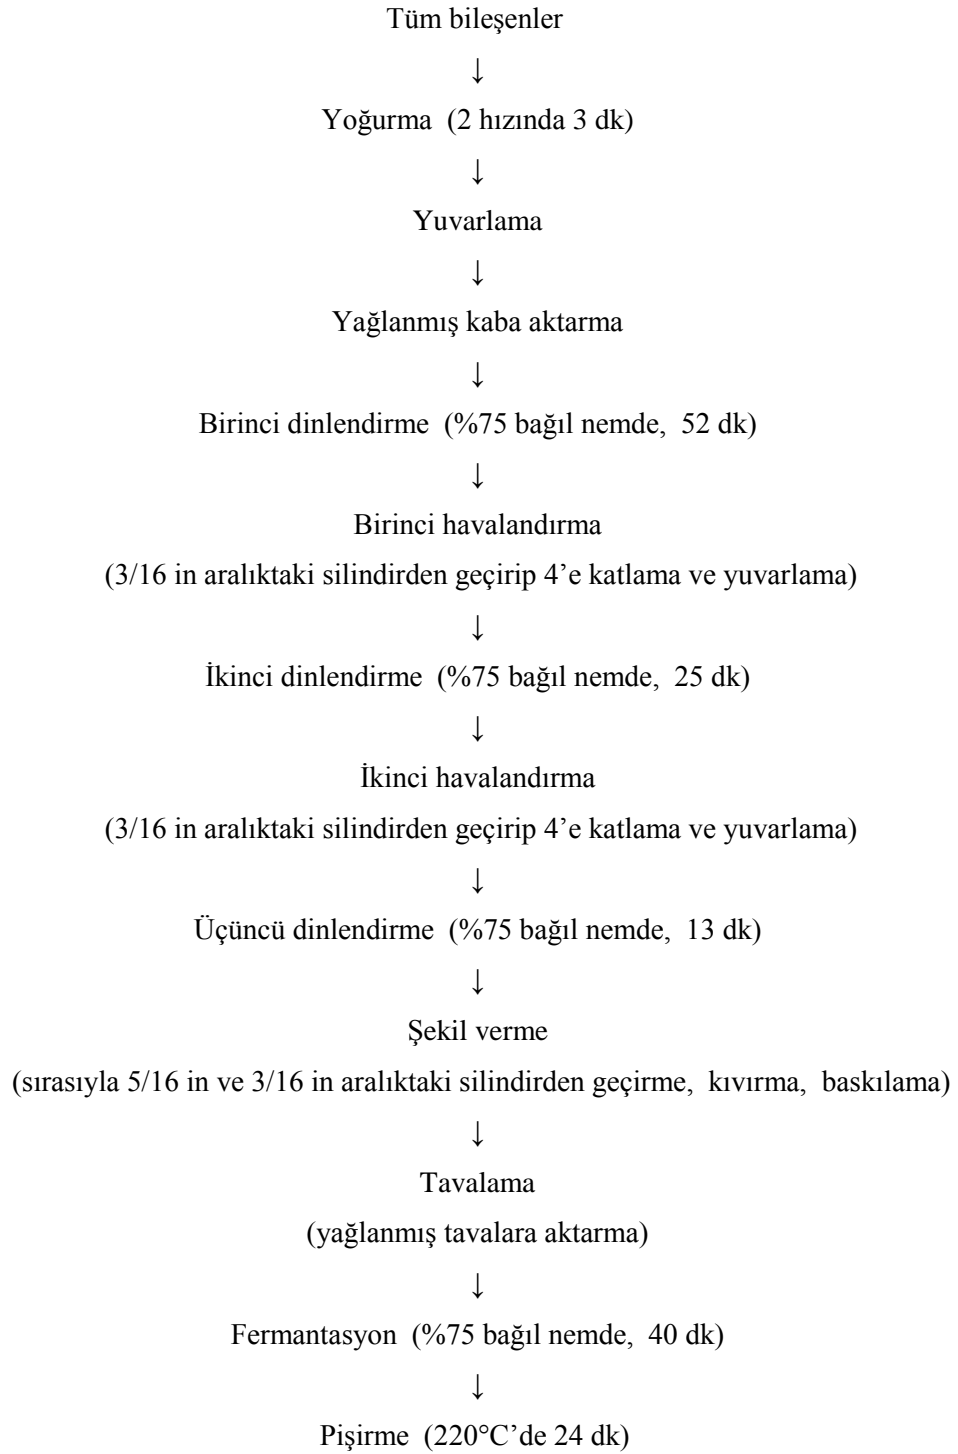 Tüm bileşenler
↓
Yoğurma (2 hızında 3 dk)
↓
Yuvarlama
↓
Yağlanmış kaba aktarma
↓
Birinci dinlendirme (%75 bağıl nemde, 52 dk)
↓
Birinci havalandırma
(3/16 in aralıktaki silindirden geçirip 4’e katlama ve yuvarlama)
↓
İkinci dinlendirme (%75 bağıl nemde, 25 dk)
↓
İkinci havalandırma
(3/16 in aralıktaki silindirden geçirip 4’e katlama ve yuvarlama)
↓
Üçüncü dinlendirme (%75 bağıl nemde, 13 dk)
↓
Şekil verme
(sırasıyla 5/16 in ve 3/16 in aralıktaki silindirden geçirme, kıvırma, baskılama)
↓
Tavalama
(yağlanmış tavalara aktarma)
↓
Fermantasyon (%75 bağıl nemde, 40 dk)
↓
Pişirme (220°C’de 24 dk)